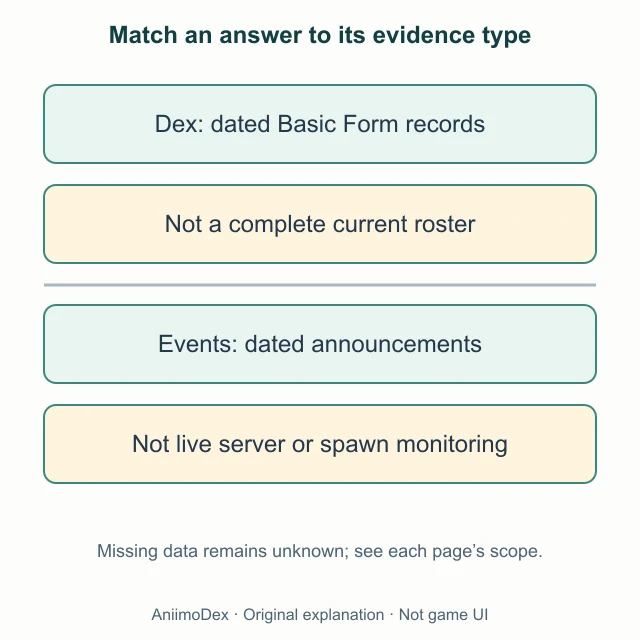 Match an answer to its evidence type
Dex: dated Basic Form records
Not a complete current roster
Events: dated announcements
Not live server or spawn monitoring
Missing data remains unknown; see each page’s scope.
AniimoDex · Original explanation · Not game UI